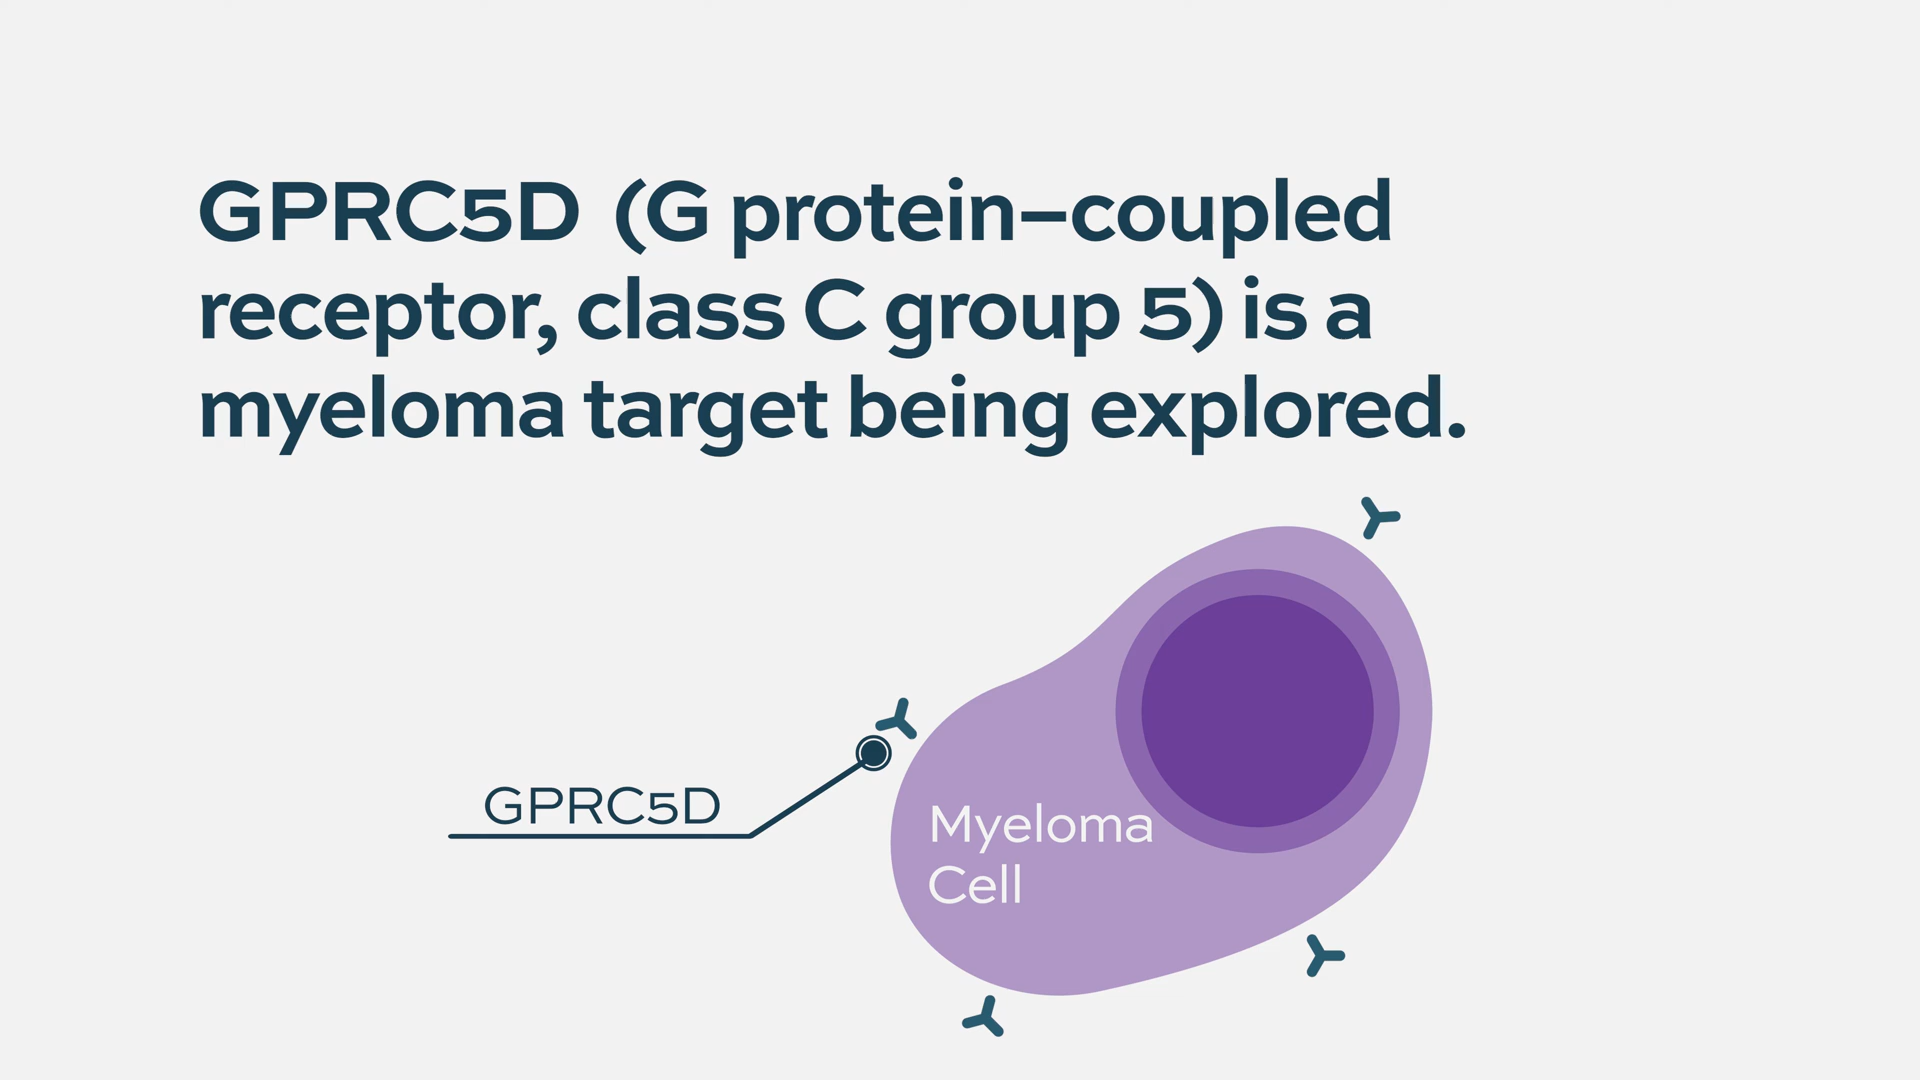 GPRC5D (G protein–coupled
receptor, class C group 5) is a
myeloma target being explored.
GPRC5D
Myeloma
Cell